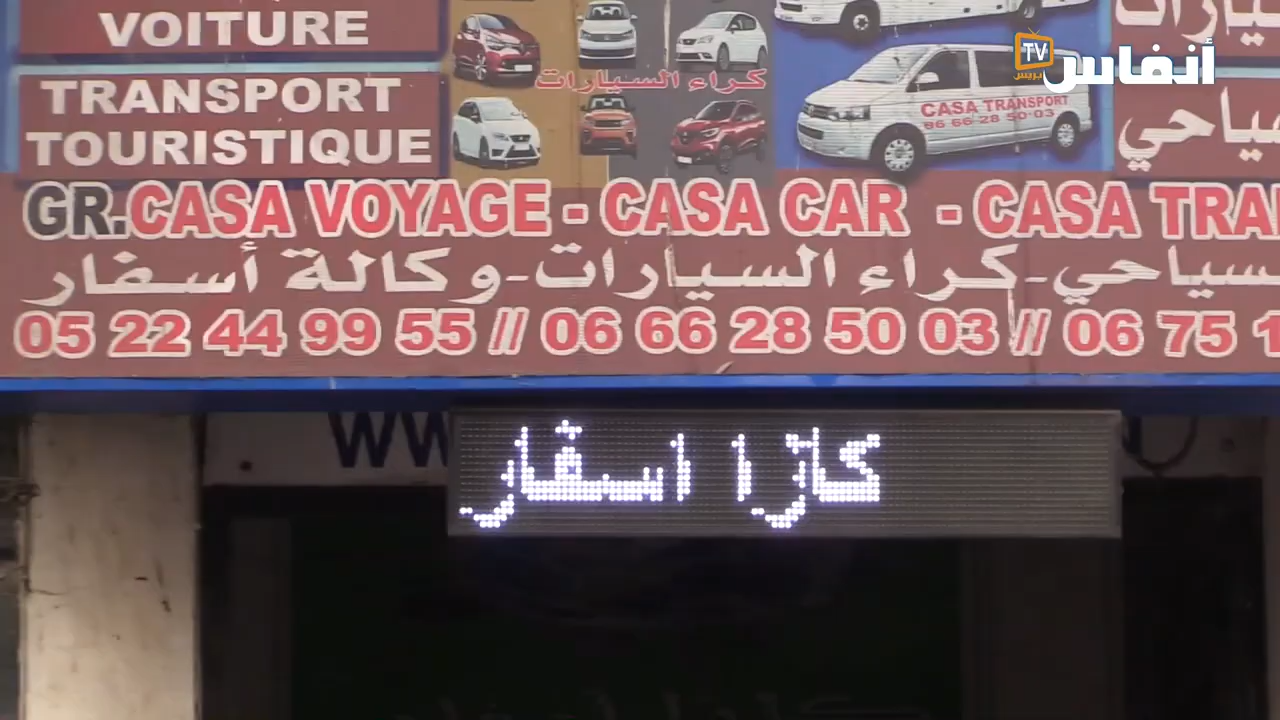 VOITURE
TRANSPORT
TOURISTIQUE
كراء السيارات
CASA TRANSPORT
06 66 28 50 03
TV
بريس
أنفاس
GR.CASA VOYAGE - CASA CAR - CASA TRA
وكالة أسفار-كراء السيارات-
05 22 44 99 55 // 06 66 28 50 03 // 06 75 1
WW
اسفار